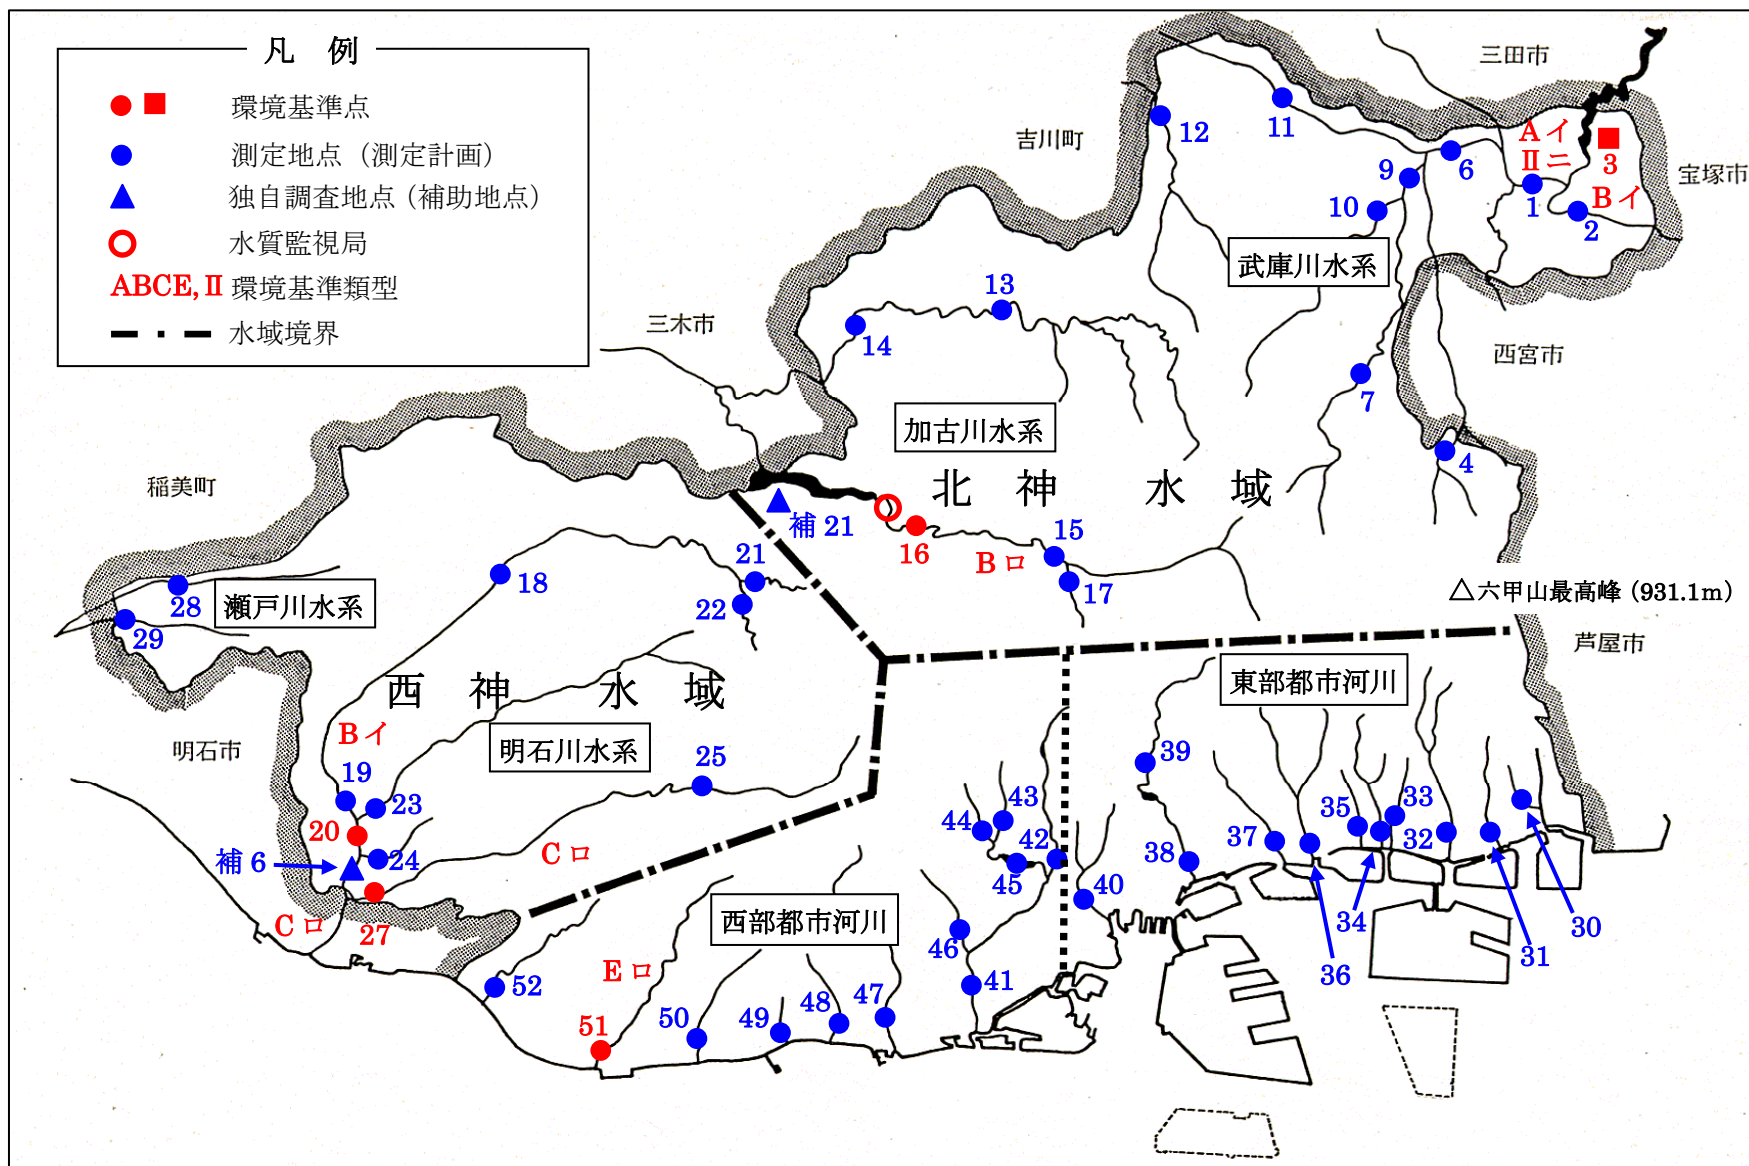 凡 例
環境基準点
測定地点（測定計画）
独自調査地点（補助地点）
水質監視局
ABCE, Ⅱ 環境基準類型
水域境界
三田市
吉川町
宝塚市
三木市
西宮市
稲美町
明石市
芦屋市
12
11
Aイ
Ⅱニ
3
6
9
1
Bイ
2
10
武庫川水系
13
14
7
加古川水系
4
北神 水域
補 21
16
15
Bロ
17
△六甲山最高峰（931.1m）
21
18
22
28
瀬戸川水系
29
西神 水域
東部都市河川
Bイ
明石川水系
25
39
19
23
20
24
補 6
Cロ
43
44
42
45
40
38
37
35
33
32
36
34
31
30
Cロ
27
西部都市河川
46
41
Eロ
52
51
50
49
48
47